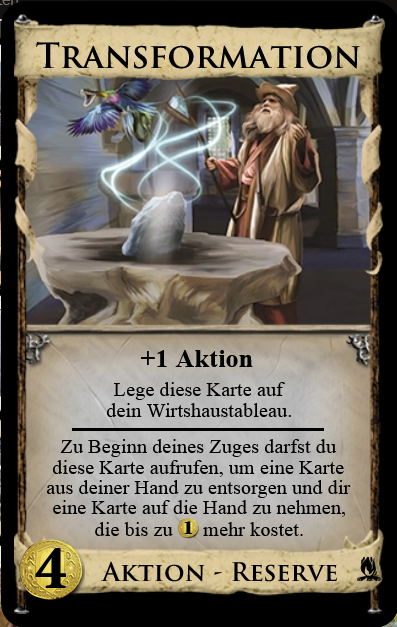 TRANSFORMATION
+1 Aktion
Lege diese Karte auf
dein Wirtshaustableau.
Zu Beginn deines Zuges darfst du
diese Karte aufrufen, um eine Karte
aus deiner Hand zu entsorgen und dir
eine Karte auf die Hand zu nehmen,
die bis zu 1 mehr kostet.
4 AKTION - RESERVE